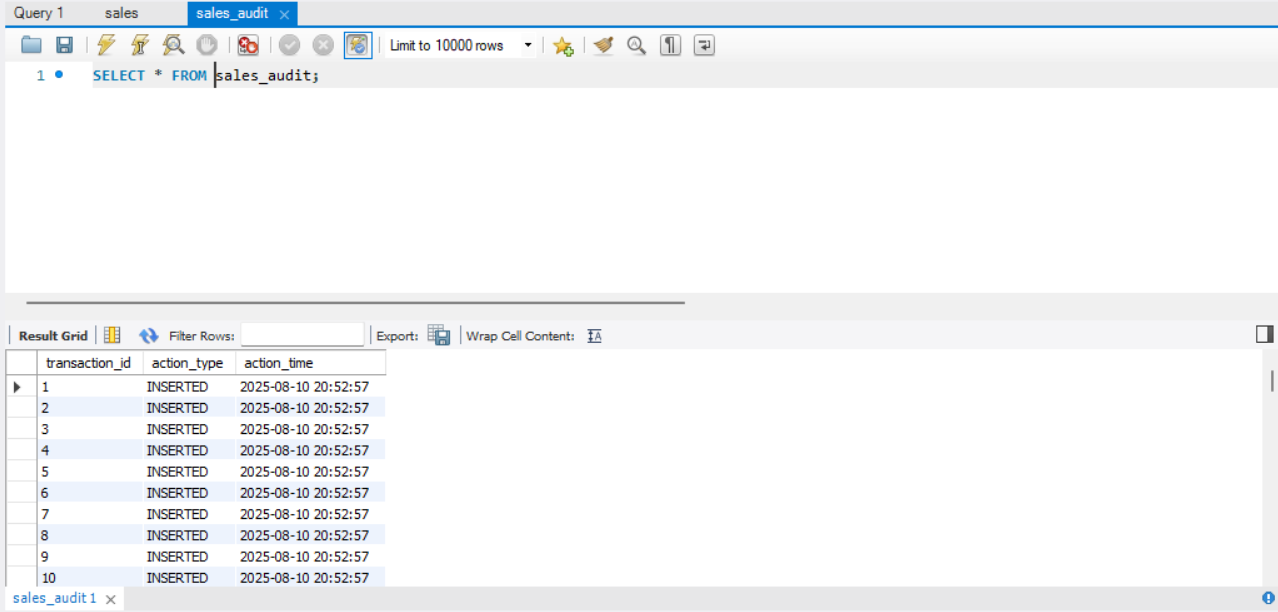 Query 1 sales sales_audit
Limit to 10000 rows
1 SELECT * FROM sales_audit;
Result Grid Filter Rows: Export: Wrap Cell Content:
transaction_id action_type action_time
1 INSERTED 2025-08-10 20:52:57
2 INSERTED 2025-08-10 20:52:57
3 INSERTED 2025-08-10 20:52:57
4 INSERTED 2025-08-10 20:52:57
5 INSERTED 2025-08-10 20:52:57
6 INSERTED 2025-08-10 20:52:57
7 INSERTED 2025-08-10 20:52:57
8 INSERTED 2025-08-10 20:52:57
9 INSERTED 2025-08-10 20:52:57
10 INSERTED 2025-08-10 20:52:57
sales_audit 1